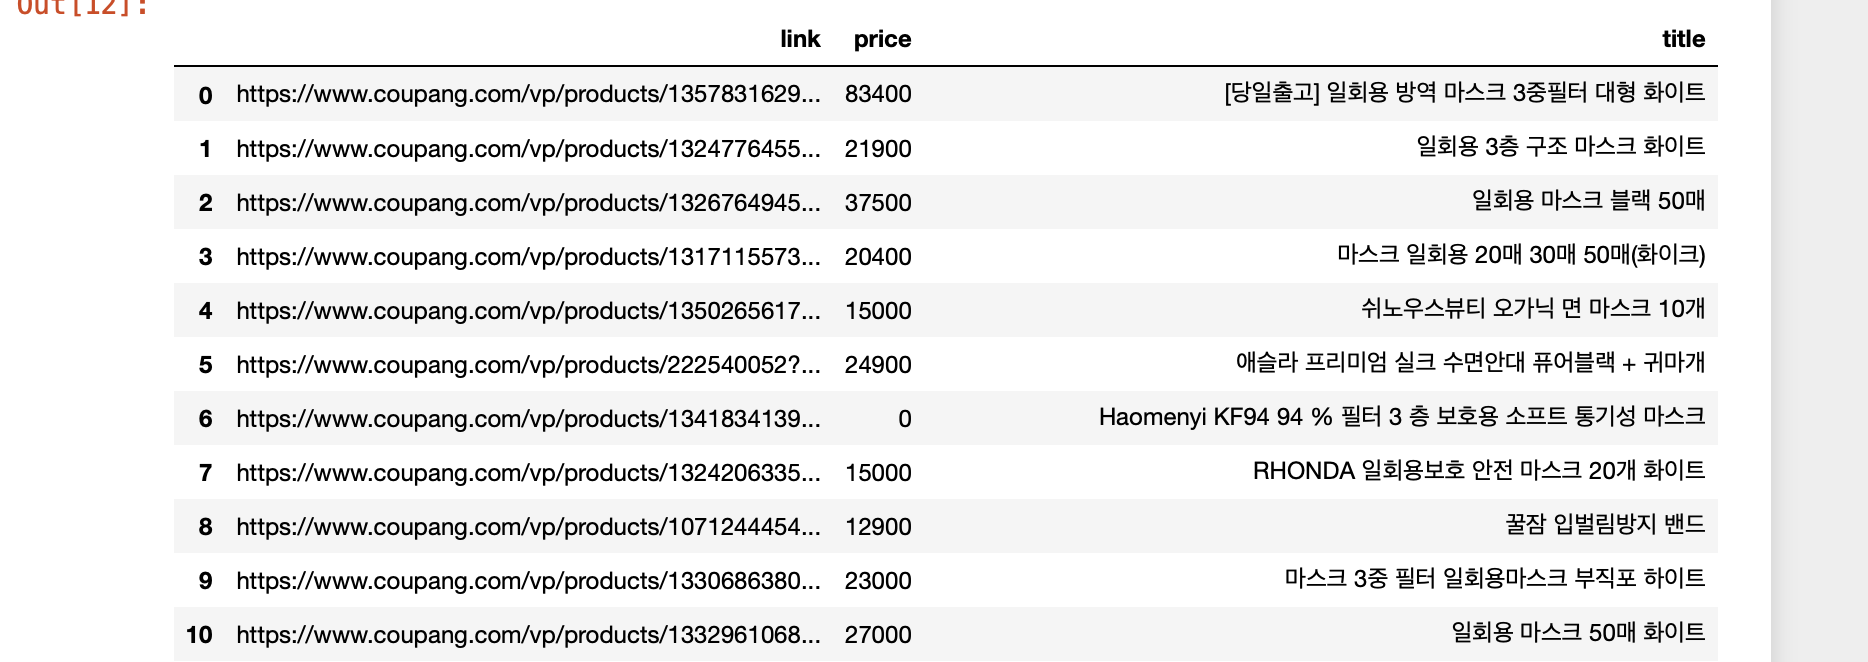 Out[12]:
link price title
0 https://www.coupang.com/vp/products/1357831629... 83400 [당일출고] 일회용 방역 마스크 3중필터 대형 화이트
1 https://www.coupang.com/vp/products/1324776455... 21900 일회용 3층 구조 마스크 화이트
2 https://www.coupang.com/vp/products/1326764945... 37500 일회용 마스크 블랙 50매
3 https://www.coupang.com/vp/products/1317115573... 20400 마스크 일회용 20매 30매 50매(화이크)
4 https://www.coupang.com/vp/products/1350265617... 15000 쉬노우스뷰티 오가닉 면 마스크 10개
5 https://www.coupang.com/vp/products/222540052?... 24900 애슬라 프리미엄 실크 수면안대 퓨어블랙 + 귀마개
6 https://www.coupang.com/vp/products/1341834139... 0 Haomenyi KF94 94 % 필터 3 층 보호용 소프트 통기성 마스크
7 https://www.coupang.com/vp/products/1324206335... 15000 RHONDA 일회용보호 안전 마스크 20개 화이트
8 https://www.coupang.com/vp/products/1071244454... 12900 꿀잠 입벌림방지 밴드
9 https://www.coupang.com/vp/products/1330686380... 23000 마스크 3중 필터 일회용마스크 부직포 하이트
10 https://www.coupang.com/vp/products/1332961068... 27000 일회용 마스크 50매 화이트